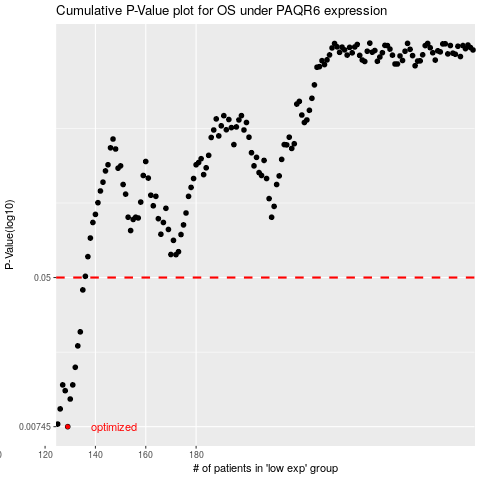 Cumulative P-Value plot for OS under PAQR6 expression
P-Value(log10)
0.05
0.00745
optimized
0 120 140 160 180
# of patients in 'low exp' group